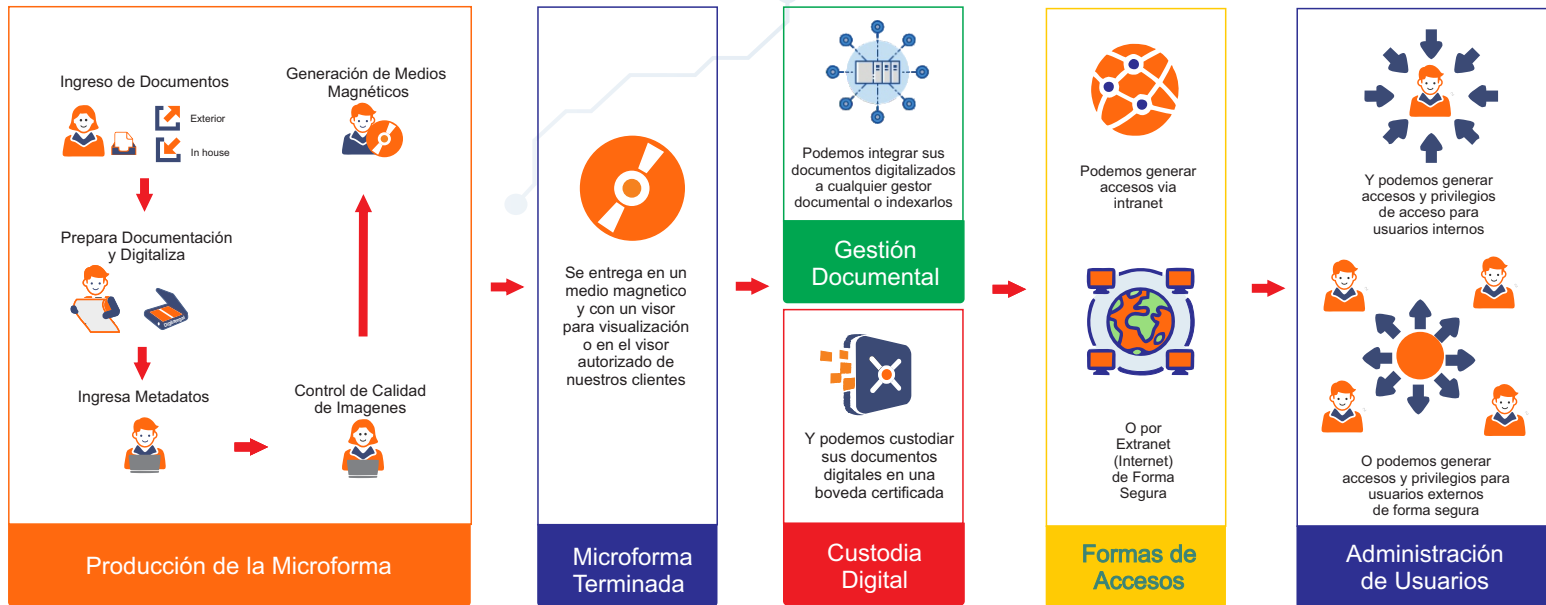 Ingreso de Documentos
Exterior
In house
Prepara Documentación
y Digitaliza
Ingresa Metadatos
Control de Calidad
de Imagenes
Generación de Medios
Magnéticos
Producción de la Microforma
Se entrega en un
medio magnetico
y con un visor
para visualización
o en el visor
autorizado de
nuestros clientes
Microforma
Terminada
Podemos integrar sus
documentos digitalizados
a cualquier gestor
documental o indexarlos
Gestión
Documental
Y podemos custodiar
sus documentos
digitales en una
boveda certificada
Custodia
Digital
Podemos generar
accesos via
intranet
O por
Extranet
(Internet)
de Forma
Segura
Formas de
Accesos
Y podemos generar
accesos y privilegios
de acceso para
usuarios internos
O podemos generar
accesos y privilegios para
usuarios externos
de forma segura
Administración
de Usuarios